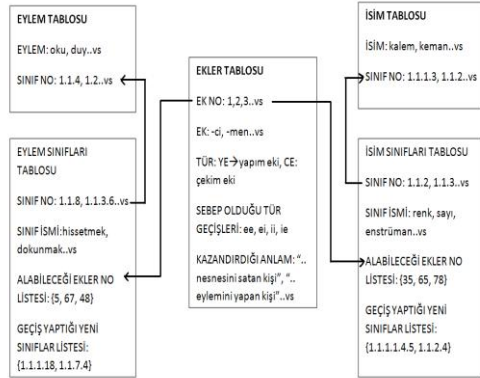 EYLEM TABLOSU
EYLEM: oku, duy..vs
SINIF NO: 1.1.4, 1.2..vs
EYLEM SINIFLARI
TABLOSU
SINIF NO: 1.1.8, 1.1.3.6..vs
SINIF İSMİ:hissetmek,
dokunmak..vs
ALABİLECEĞİ EKLER NO
LİSTESİ: {5, 67, 48}
GEÇİŞ YAPTIĞI YENİ
SINIFLAR LİSTESİ:
{1.1.1.18, 1.1.7.4}
EKLER TABLOSU
EK NO: 1,2,3..vs
EK: -ci, -men..vs
TÜR: YE→yapım eki, CE:
çekim eki
SEBEP OLDUĞU TÜR
GEÇİŞLERİ: ee, ei, ii, ie
KAZANDIRDIĞI ANLAM: “..
nesnesini satan kişi”, “..
eylemini yapan kişi”..vs
İSİM TABLOSU
İSİM: kalem, keman..vs
SINIF NO: 1.1.1.3, 1.1.2..vs
İSİM SINIFLARI TABLOSU
SINIF NO: 1.1.2, 1.1.3..vs
SINIF İSMİ: renk, sayı,
enstrüman..vs
ALABİLECEĞİ EKLER NO
LİSTESİ: {35, 65, 78}
GEÇİŞ YAPTIĞI YENİ
SINIFLAR LİSTESİ:
{1.1.1.1.4.5, 1.1.2.4}